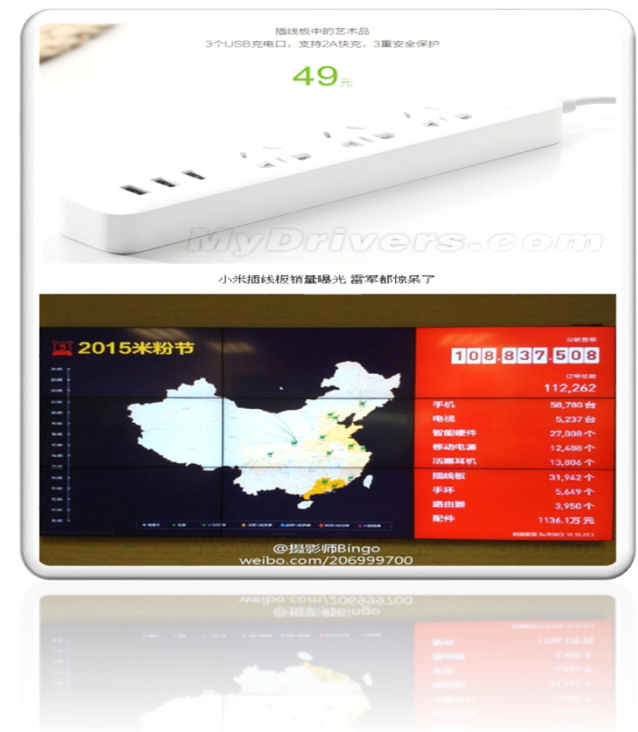 插线板中的艺术品
3个USB充电口，支持2A快充，3重安全保护
49元
MyDrivers.com
小米插线板销量曝光 雷军都惊呆了
2015米粉节
108,837,508
112,262
手机 58,780台
电视 5,237台
智能硬件 27,008个
移动电源 12,488个
活塞耳机 13,806个
插线板 31,942个
手环 5,649个
路由器 3,950个
配件 1136.1万元
@摄影师Bingo
weibo.com/206999700